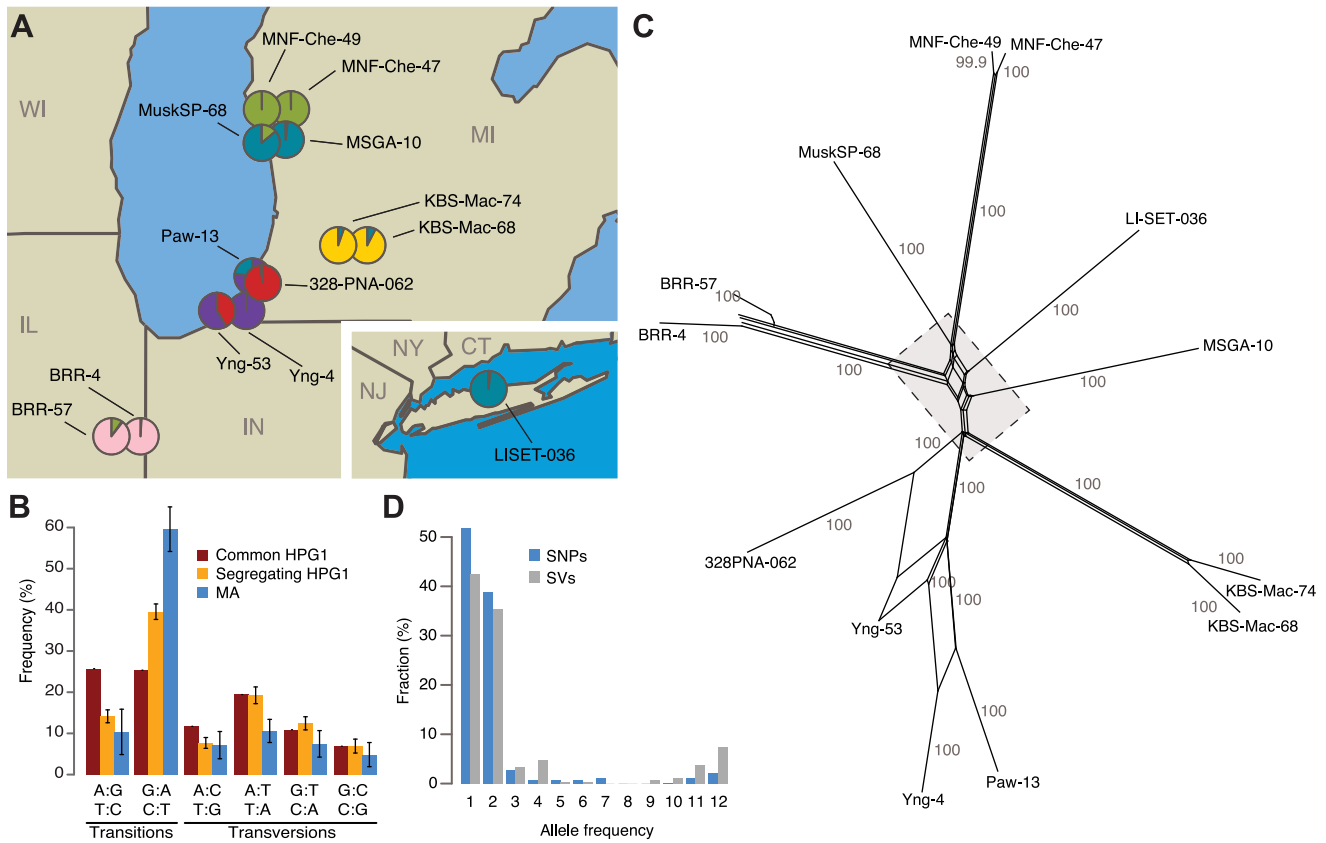 A
MNF-Che-49
MNF-Che-47
WI
MuskSP-68
MSGA-10
MI
KBS-Mac-74
KBS-Mac-68
Paw-13
328-PNA-062
IL
Yng-53
Yng-4
BRR-4
BRR-57
IN
NY
CT
NJ
LISET-036
B
Frequency (%)
60
50
40
30
20
10
0
Common HPG1
Segregating HPG1
MA
A:G G:A A:C A:T G:T G:C
T:C C:T T:G T:A C:A C:G
Transitions Transversions
D
Fraction (%)
50
40
30
20
10
0
SNPs
SVs
1 2 3 4 5 6 7 8 9 10 11 12
Allele frequency
C
MNF-Che-49
MNF-Che-47
99.9
100
MuskSP-68
100
LI-SET-036
100
100
BRR-57
100
BRR-4
100
100
MSGA-10
100
100
100
100
328PNA-062
100
100
KBS-Mac-74
100
KBS-Mac-68
100
100
Yng-53
100
Paw-13
100
Yng-4